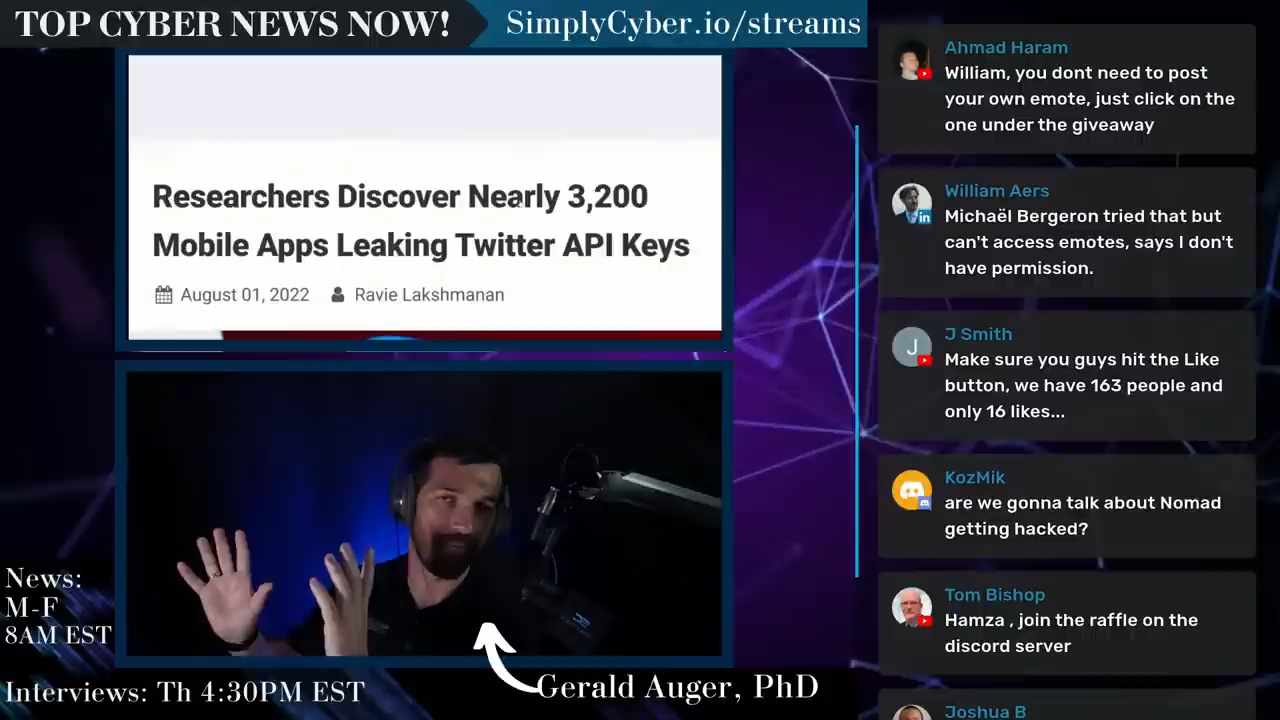 TOP CYBER NEWS NOW!
SimplyCyber.io/streams
Researchers Discover Nearly 3,200
Mobile Apps Leaking Twitter API Keys
August 01, 2022
Ravie Lakshmanan
News:
M-F
8AM EST
Interviews: Th 4:30PM EST
Gerald Auger, PhD
Ahmad Haram
William, you dont need to post
your own emote, just click on the
one under the giveaway
William Aers
Michaël Bergeron tried that but
can't access emotes, says I don't
have permission.
J
J Smith
Make sure you guys hit the Like
button, we have 163 people and
only 16 likes...
KozMik
are we gonna talk about Nomad
getting hacked?
Tom Bishop
Hamza , join the raffle on the
discord server
Joshua B